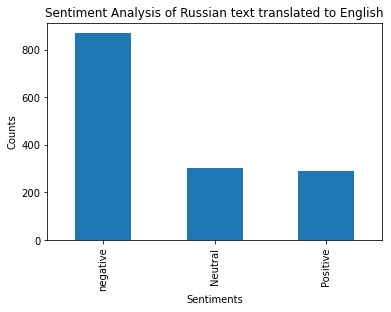 Sentiment Analysis of Russian text translated to English
800
600
400
200
0
Counts
negative
Neutral
Positive
Sentiments